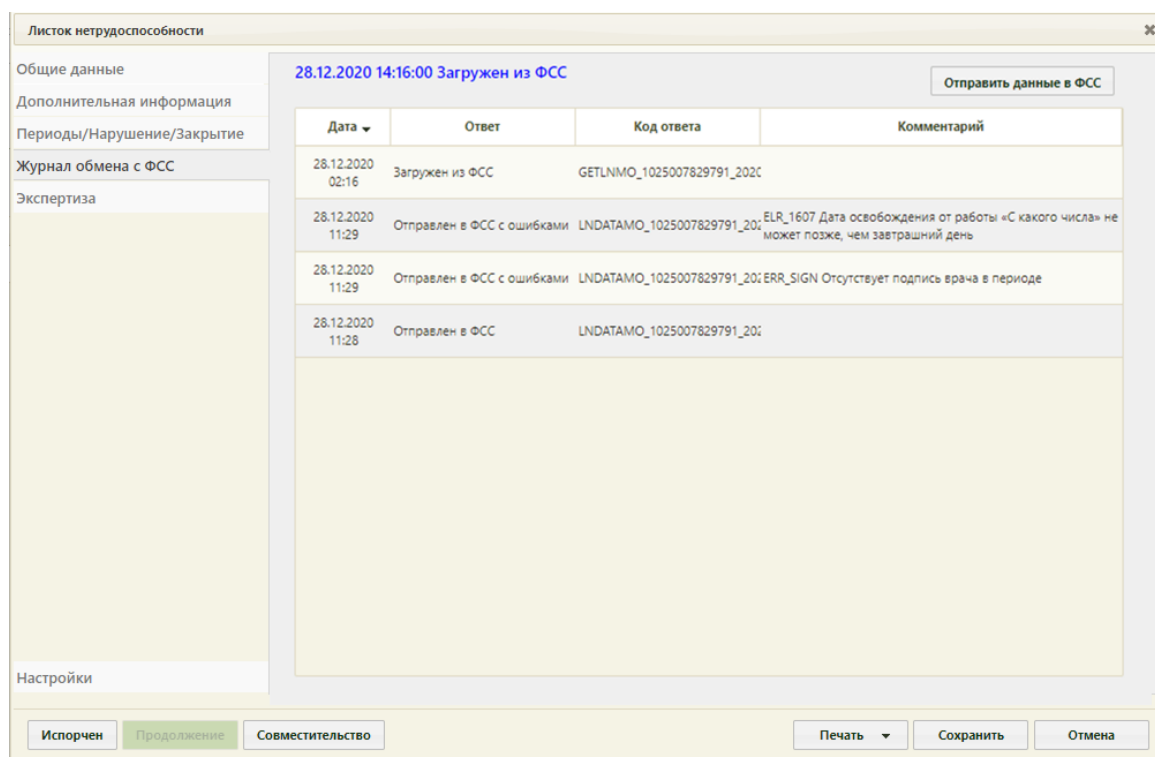 Листок нетрудоспособности
Общие данные
Дополнительная информация
Периоды/Нарушение/Закрытие
Журнал обмена с ФСС
Экспертиза
Настройки
28.12.2020 14:16:00 Загружен из ФСС
Отправить данные в ФСС
Дата Ответ Код ответа Комментарий
28.12.2020
02:16
Загружен из ФСС GETLNMO_1025007829791_2020
28.12.2020
11:29
Отправлен в ФСС с ошибками LNDATAMO_1025007829791_202
ELR_1607 Дата освобождения от работы «С какого числа» не
может позже, чем завтрашний день
28.12.2020
11:29
Отправлен в ФСС с ошибками LNDATAMO_1025007829791_202 ERR_SIGN Отсутствует подпись врача в периоде
28.12.2020
11:28
Отправлен в ФСС LNDATAMO_1025007829791_202
Испорчен Продолжение Совместительство Печать Сохранить Отмена